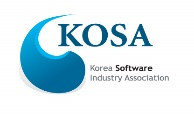 KOSA
Korea Software
Industry Association